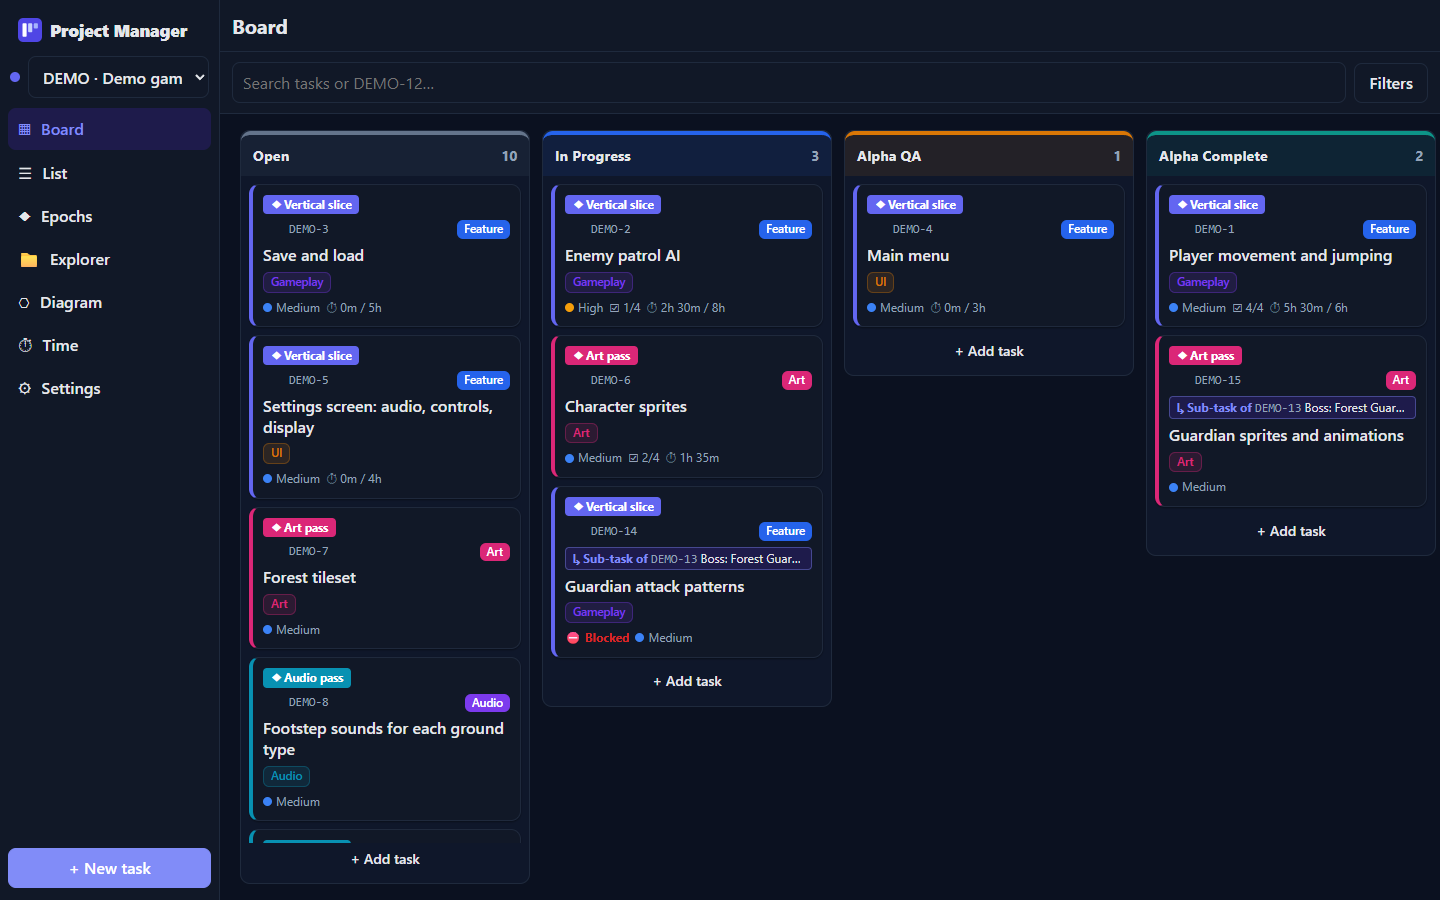 Project Manager
DEMO · Demo gam
Board
List
Epochs
Explorer
Diagram
Time
Settings
+ New task
Board
Search tasks or DEMO-12...
Filters
Open 10
Vertical slice
DEMO-3 Feature
Save and load
Gameplay
Medium 0m / 5h
Vertical slice
DEMO-5 Feature
Settings screen: audio, controls,
display
UI
Medium 0m / 4h
Art pass
DEMO-7 Art
Forest tileset
Art
Medium
Audio pass
DEMO-8 Audio
Footstep sounds for each ground
type
Audio
Medium
+ Add task
In Progress 3
Vertical slice
DEMO-2 Feature
Enemy patrol AI
Gameplay
High 1/4 2h 30m / 8h
Art pass
DEMO-6 Art
Character sprites
Art
Medium 2/4 1h 35m
Vertical slice
DEMO-14 Feature
Sub-task of DEMO-13 Boss: Forest Guar...
Guardian attack patterns
Gameplay
Blocked Medium
+ Add task
Alpha QA 1
Vertical slice
DEMO-4 Feature
Main menu
UI
Medium 0m / 3h
+ Add task
Alpha Complete 2
Vertical slice
DEMO-1 Feature
Player movement and jumping
Gameplay
Medium 4/4 5h 30m / 6h
Art pass
DEMO-15 Art
Sub-task of DEMO-13 Boss: Forest Guar...
Guardian sprites and animations
Art
Medium
+ Add task